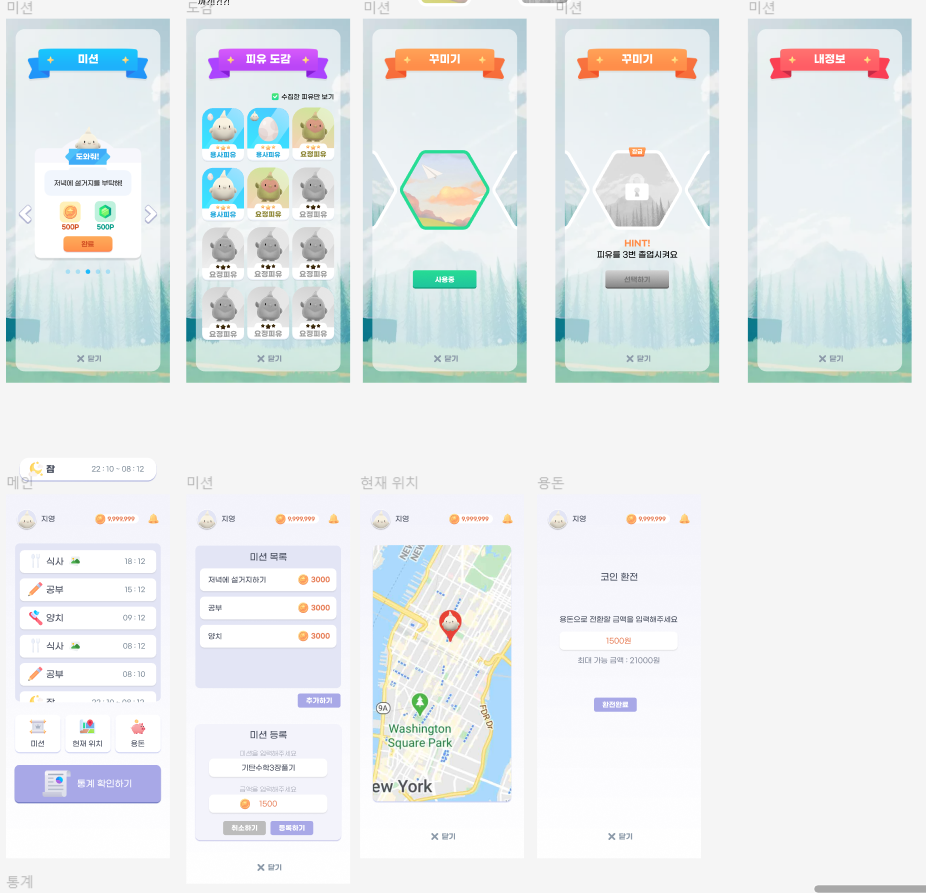 미션
도감
미션
미션
미션
미션
피유 도감
꾸미기
꾸미기
내정보
수집한 피유만 보기
도와줘!
저녁에 설거지를 부탁해!
500P
500P
완료
용사피유
용사피유
요정피유
용사피유
요정피유
요정피유
요정피유
요정피유
요정피유
요정피유
요정피유
요정피유
사용중
잠금
HINT!
피유를 3번 졸업시켜요
선택하기
닫기
닫기
닫기
닫기
닫기
잠
22:10 - 08:12
메인
지영
9,999,999
식사
18:12
공부
15:12
양치
09:12
식사
08:12
공부
08:10
잠
22:10 - 08:12
미션
현재 위치
용돈
통계 확인하기
미션
지영
9,999,999
미션 목록
저녁에 설거지하기
3000
공부
3000
양치
3000
추가하기
미션 등록
미션을 입력해주세요
기탄수학3장풀기
금액을 입력해주세요
1500
취소하기
등록하기
닫기
현재 위치
지영
9,999,999
NEW
NEW
9A
FDR Dr
Washington
Square Park
ew York
닫기
용돈
지영
9,999,999
코인 환전
용돈으로 전환할 금액을 입력해주세요
1500원
최대 가능 금액 : 21000원
환전완료
닫기
통계